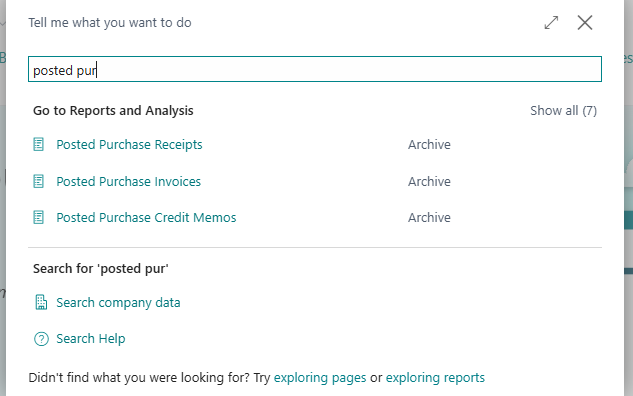 Tell me what you want to do
posted pur
Go to Reports and Analysis Show all (7)
Posted Purchase Receipts Archive
Posted Purchase Invoices Archive
Posted Purchase Credit Memos Archive
Search for 'posted pur'
Search company data
Search Help
Didn't find what you were looking for? Try exploring pages or exploring reports